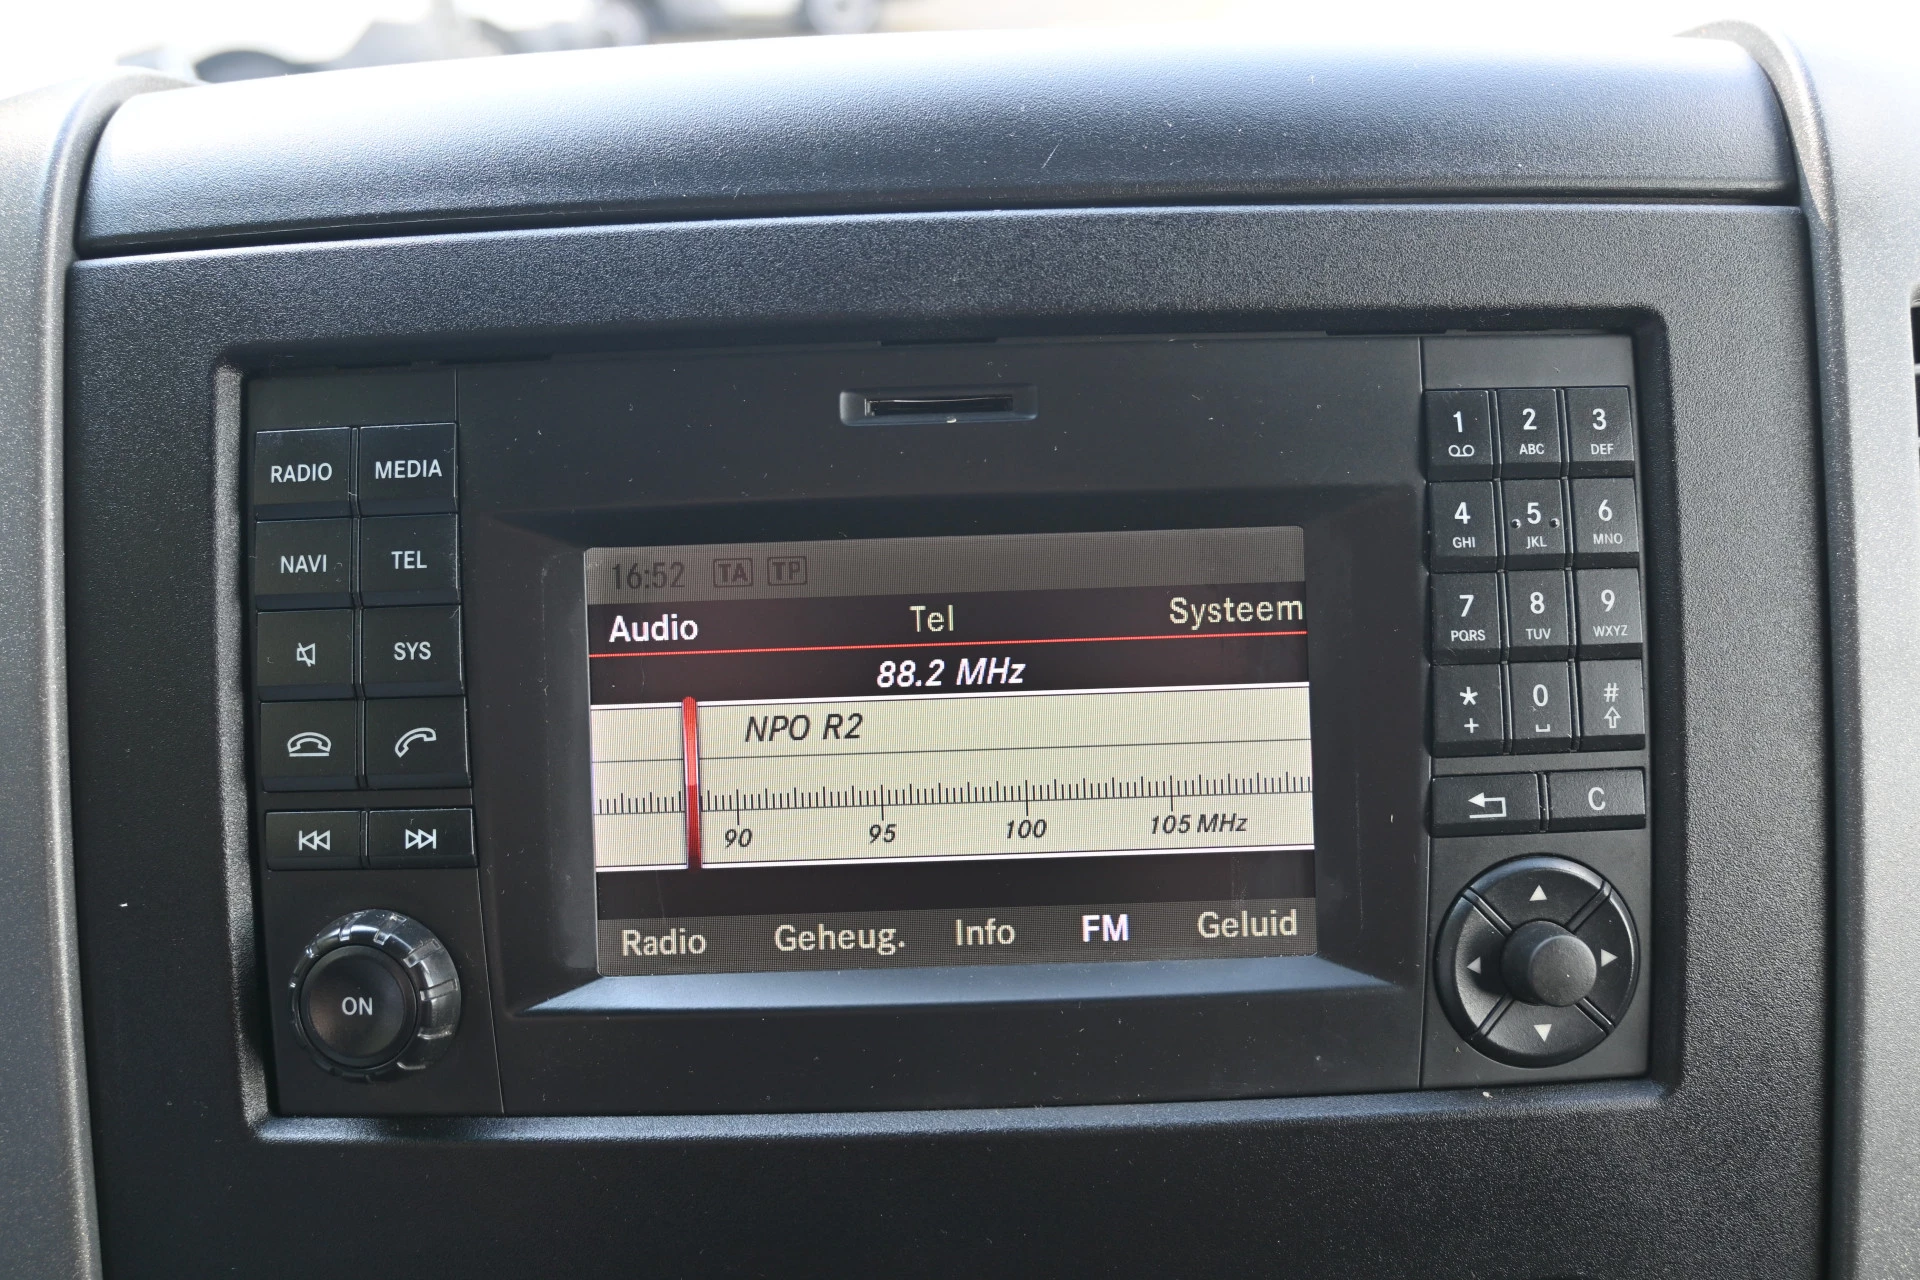 RADIO MEDIA
NAVI TEL
SYS
ON
16:52 TA TP
Audio Tel Systeem
88.2 MHz
NPO R2
90 95 100 105 MHz
Radio Geheug. Info FM Geluid
1 2 3
ABC DEF
4 5 6
GHI JKL MNO
7 8 9
PQRS TUV WXYZ
* 0 #
+
C